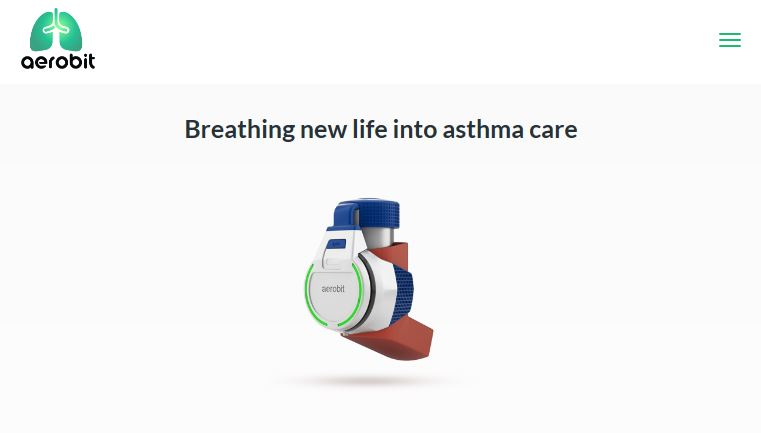 aerobit
Breathing new life into asthma care
aerobit